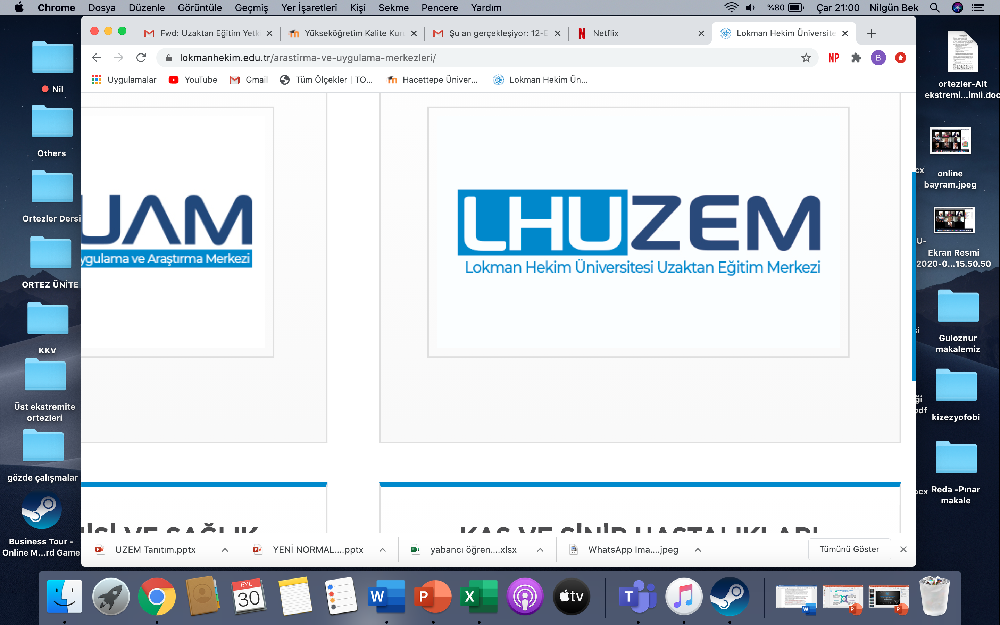 Chrome Dosya Düzenle Görüntüle Geçmiş Yer İşaretleri Kişi Sekme Pencere Yardım %80 Çar 21:00 Nilgün Bek
Fwd: Uzaktan Eğitim Yetk Yükseköğretim Kalite Kuru Şu an gerçekleşiyor: 12-E Netflix Lokman Hekim Üniversite
lokmanhekim.edu.tr/arastirma-ve-uygulama-merkezleri/ NP B
Uygulamalar YouTube Gmail Tüm Ölçekler | TO... Hacettepe Üniver... Lokman Hekim Ün...
UAM
ygulama ve Araştırma Merkezi
LHUZEM
Lokman Hekim Üniversitesi Uzaktan Eğitim Merkezi
VE SAĞLIK
KAS VE SİNİR HASTALIKLARI
UZEM Tanıtım.pptx YENİ NORMAL....pptx yabancı öğren....xlsx WhatsApp Ima....jpeg Tümünü Göster
Nil
Others
Ortezler Dersi
ORTEZ ÜNİTE
KKV
Üst ekstremite
ortezleri
gözde çalışmalar
Business Tour -
Online M...rd Game
DOC
ortezler-Alt
ekstremi...imli.doc
cx
online
bayram.jpeg
U-
Ekran Resmi
2020-0...15.50.50
si
Guloznur
makalemiz
ği
pdf
kizezyofobi
ocx
Reda -Pınar
makale
EYL
30
W P X tv T
W P P